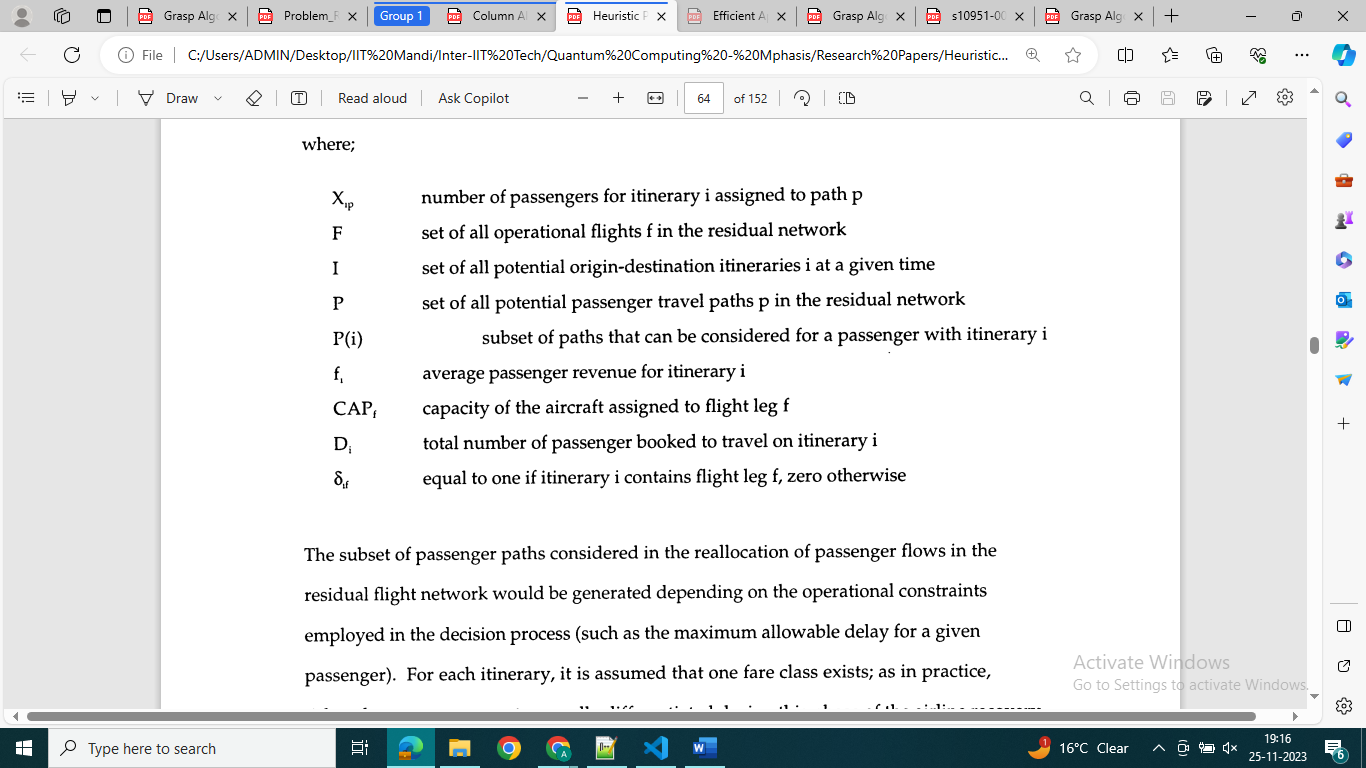 Grasp Alg
Problem_
Group 1
Column A
Heuristic P
Efficient A
Grasp Alg
s10951-00
Grasp Alg
File
C:/Users/ADMIN/Desktop/IIT%20Mandi/Inter-IIT%20Tech/Quantum%20Computing%20-%20Mphasis/Research%20Papers/Heuristic...
Draw
Read aloud
Ask Copilot
64
of 152
where;
X_ip number of passengers for itinerary i assigned to path p
F set of all operational flights f in the residual network
I set of all potential origin-destination itineraries i at a given time
P set of all potential passenger travel paths p in the residual network
P(i) subset of paths that can be considered for a passenger with itinerary i
f_i average passenger revenue for itinerary i
CAP_f capacity of the aircraft assigned to flight leg f
D_i total number of passenger booked to travel on itinerary i
δ_if equal to one if itinerary i contains flight leg f, zero otherwise
The subset of passenger paths considered in the reallocation of passenger flows in the
residual flight network would be generated depending on the operational constraints
employed in the decision process (such as the maximum allowable delay for a given
passenger). For each itinerary, it is assumed that one fare class exists; as in practice,
Activate Windows
Go to Settings to activate Windows.
Type here to search
1
16°C Clear
19:16
25-11-2023
6